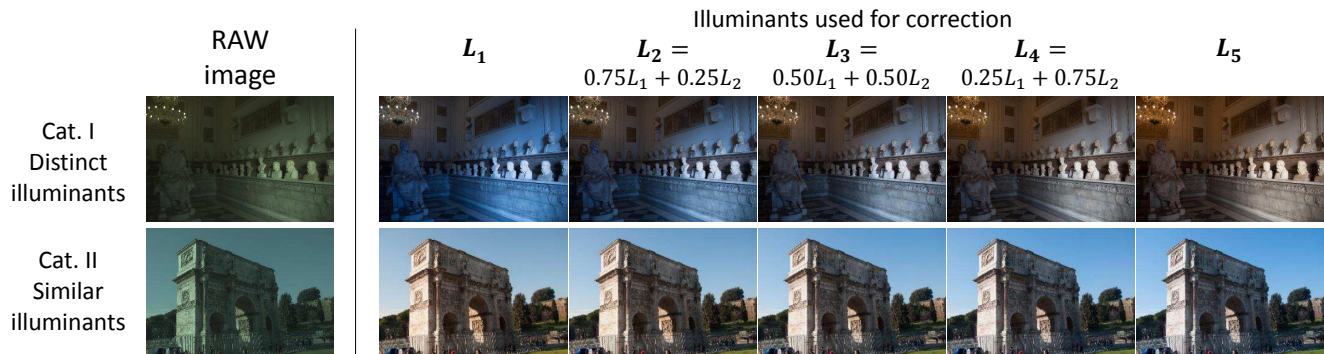 Illuminants used for correction
RAW
image
L₁
L₂ =
0.75L₁ + 0.25L₂
L₃ =
0.50L₁ + 0.50L₂
L₄ =
0.25L₁ + 0.75L₂
L₅
Cat. I
Distinct
illuminants
Cat. II
Similar
illuminants